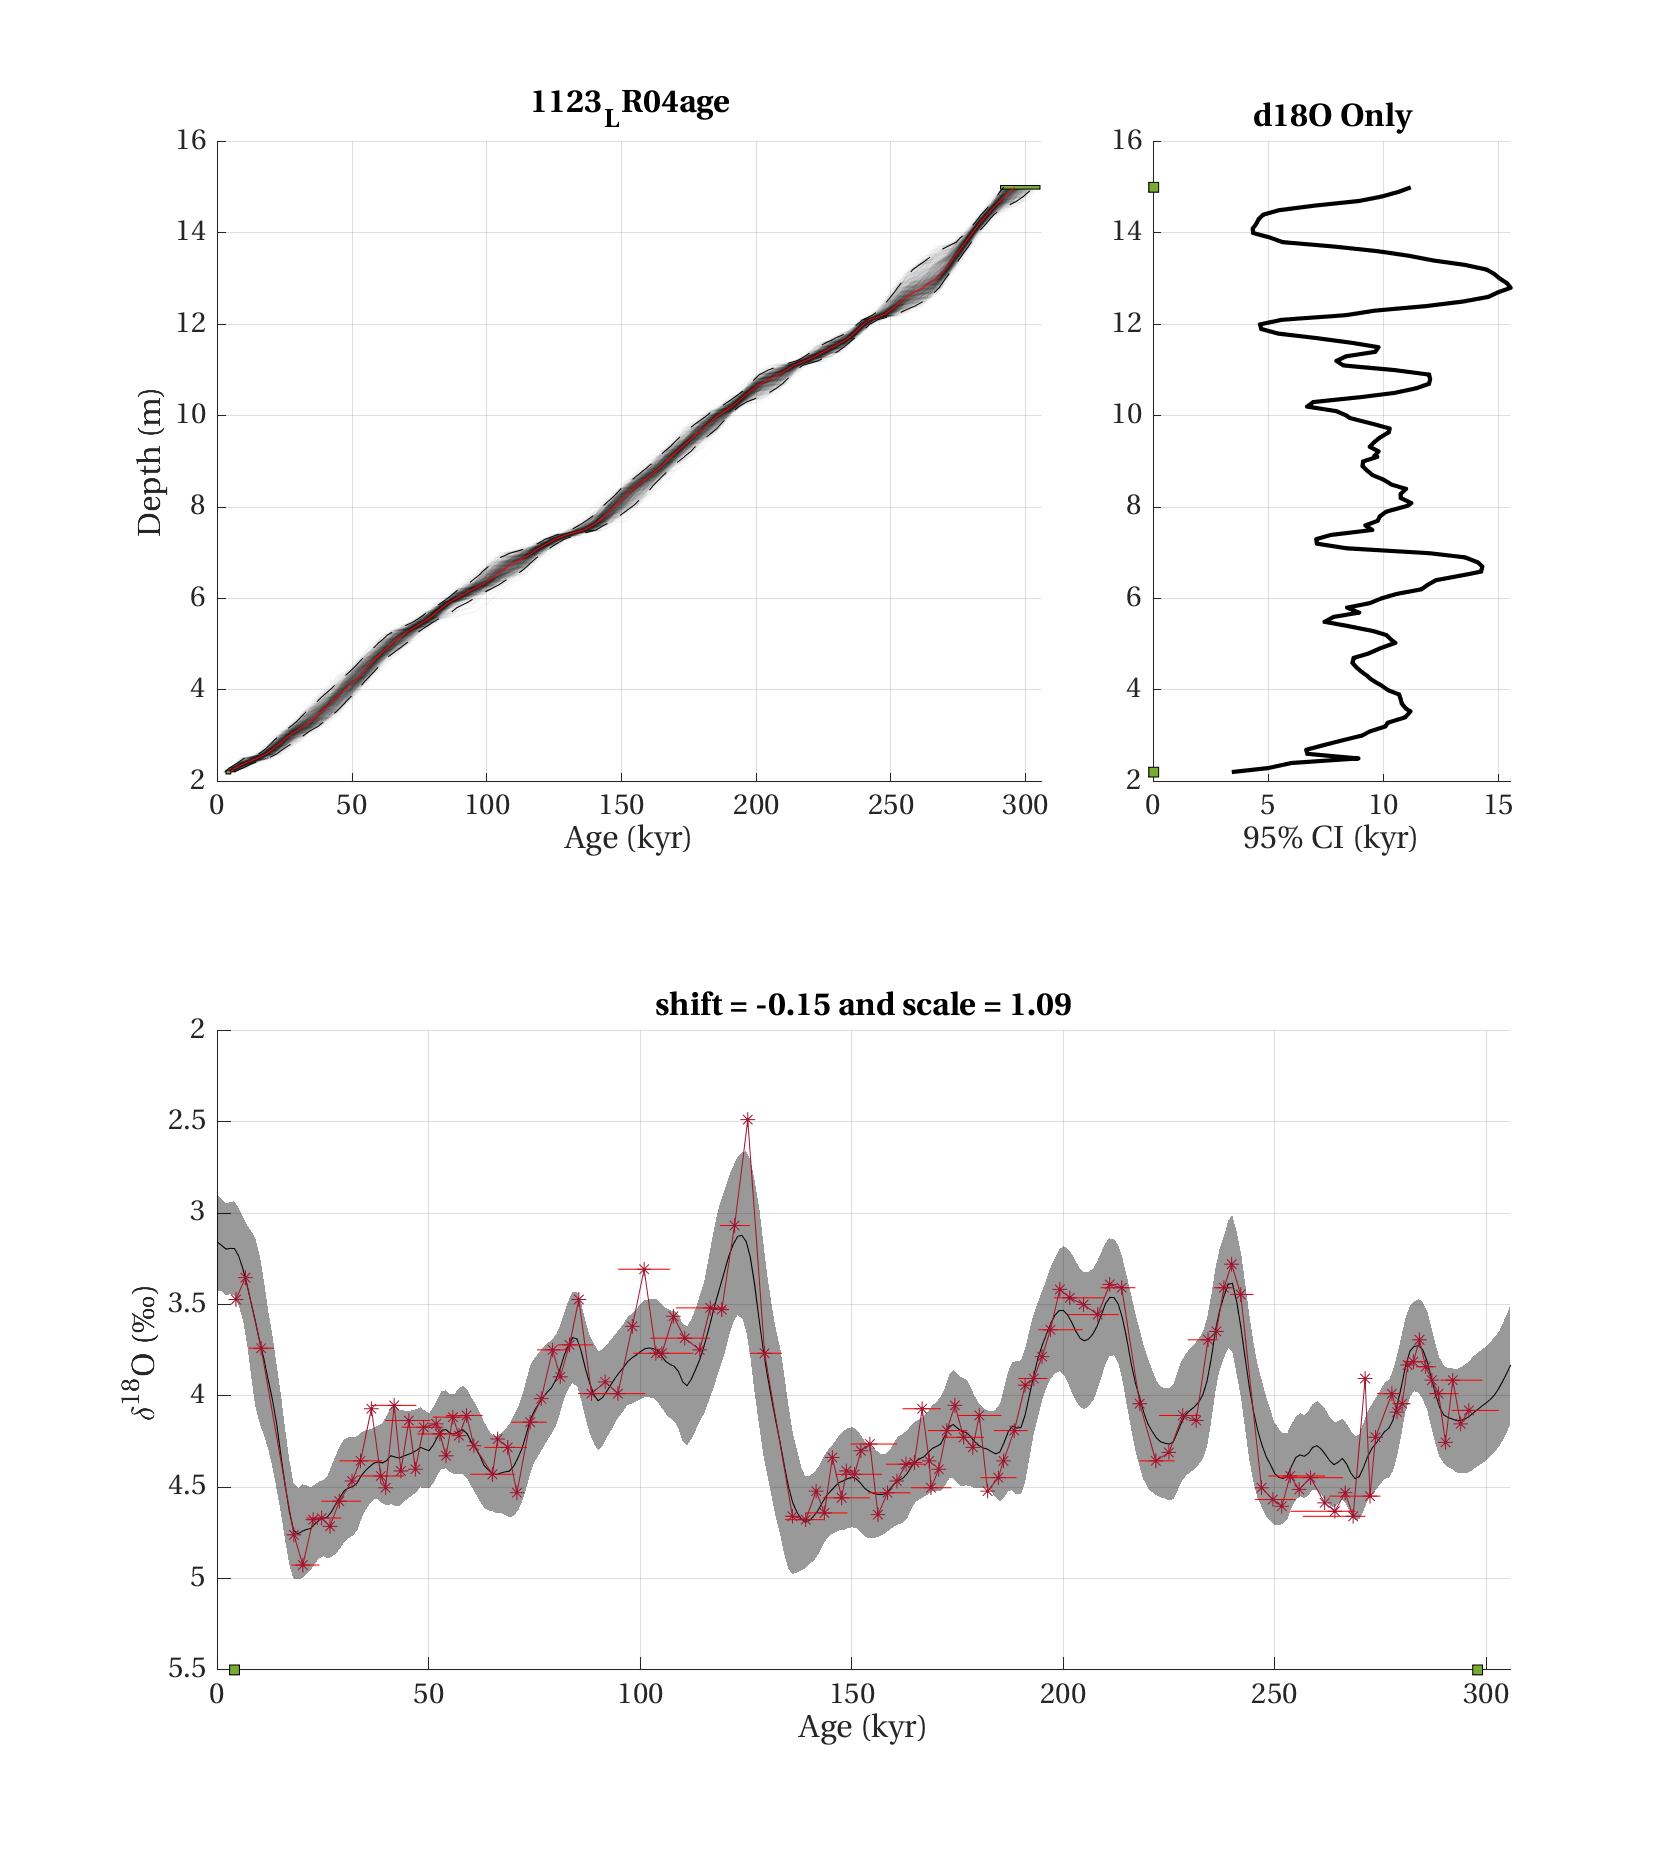 1123LR04age
d18O Only
16
14
12
10
8
6
4
2
Depth (m)
0 50 100 150 200 250 300
Age (kyr)
16
14
12
10
8
6
4
2
0 5 10 15
95% CI (kyr)
shift = -0.15 and scale = 1.09
2
2.5
3
3.5
4
4.5
5
5.5
δ18O (‰)
0 50 100 150 200 250 300
Age (kyr)